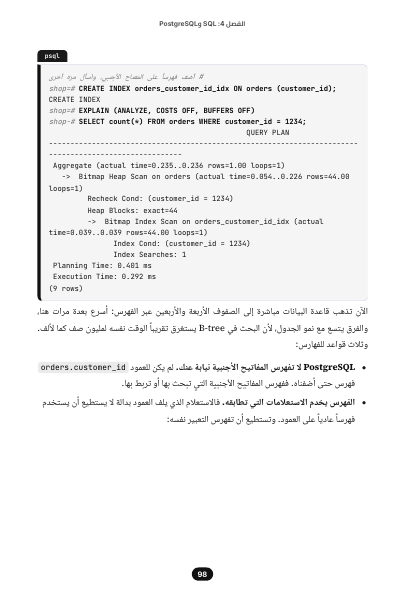 الفصل 4: SQL وPostgreSQL
psql
# أضف فهرساً على المفتاح الأجنبي، واسأل مرة أخرى
shop=# CREATE INDEX orders_customer_id_idx ON orders (customer_id);
CREATE INDEX
shop=# EXPLAIN (ANALYZE, COSTS OFF, BUFFERS OFF)
shop-# SELECT count(*) FROM orders WHERE customer_id = 1234;
QUERY PLAN
------------------------------------------------------------------------
-------------------------------
Aggregate (actual time=0.235..0.236 rows=1.00 loops=1)
-> Bitmap Heap Scan on orders (actual time=0.054..0.226 rows=44.00
loops=1)
Recheck Cond: (customer_id = 1234)
Heap Blocks: exact=44
-> Bitmap Index Scan on orders_customer_id_idx (actual
time=0.039..0.039 rows=44.00 loops=1)
Index Cond: (customer_id = 1234)
Index Searches: 1
Planning Time: 0.401 ms
Execution Time: 0.292 ms
(9 rows)
الآن تذهب قاعدة البيانات مباشرة إلى الصفوف الأربعة والأربعين عبر الفهرس: أسرع بعدة مرات هنا،
والفرق يتسع مع نمو الجدول، لأن البحث في B-tree يستغرق تقريباً الوقت نفسه لمليون صف كما لألف.
وثلاث قواعد للفهارس:
• PostgreSQL لا تفهرس المفاتيح الأجنبية نيابة عنك. لم يكن للعمود orders.customer_id
فهرس حتى أضفناه. ففهرس المفاتيح الأجنبية التي تبحث بها أو تربط بها.
• الفهرس يخدم الاستعلامات التي تطابقه. فالاستعلام الذي يلف العمود بدالة لا يستطيع أن يستخدم
فهرساً عادياً على العمود. وتستطيع أن تفهرس التعبير نفسه:
98